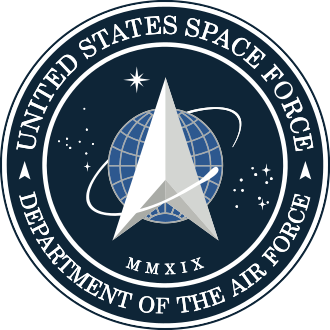 UNITED STATES SPACE FORCE
MMXIX
DEPARTMENT OF THE AIR FORCE